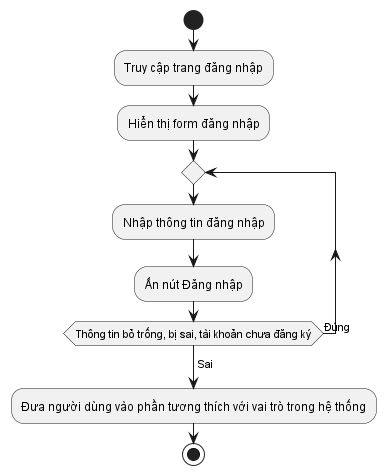 Truy cập trang đăng nhập
Hiển thị form đăng nhập
Nhập thông tin đăng nhập
Ấn nút Đăng nhập
Thông tin bỏ trống, bị sai, tài khoản chưa đăng ký
Đúng
Sai
Đưa người dùng vào phần tương thích với vai trò trong hệ thống